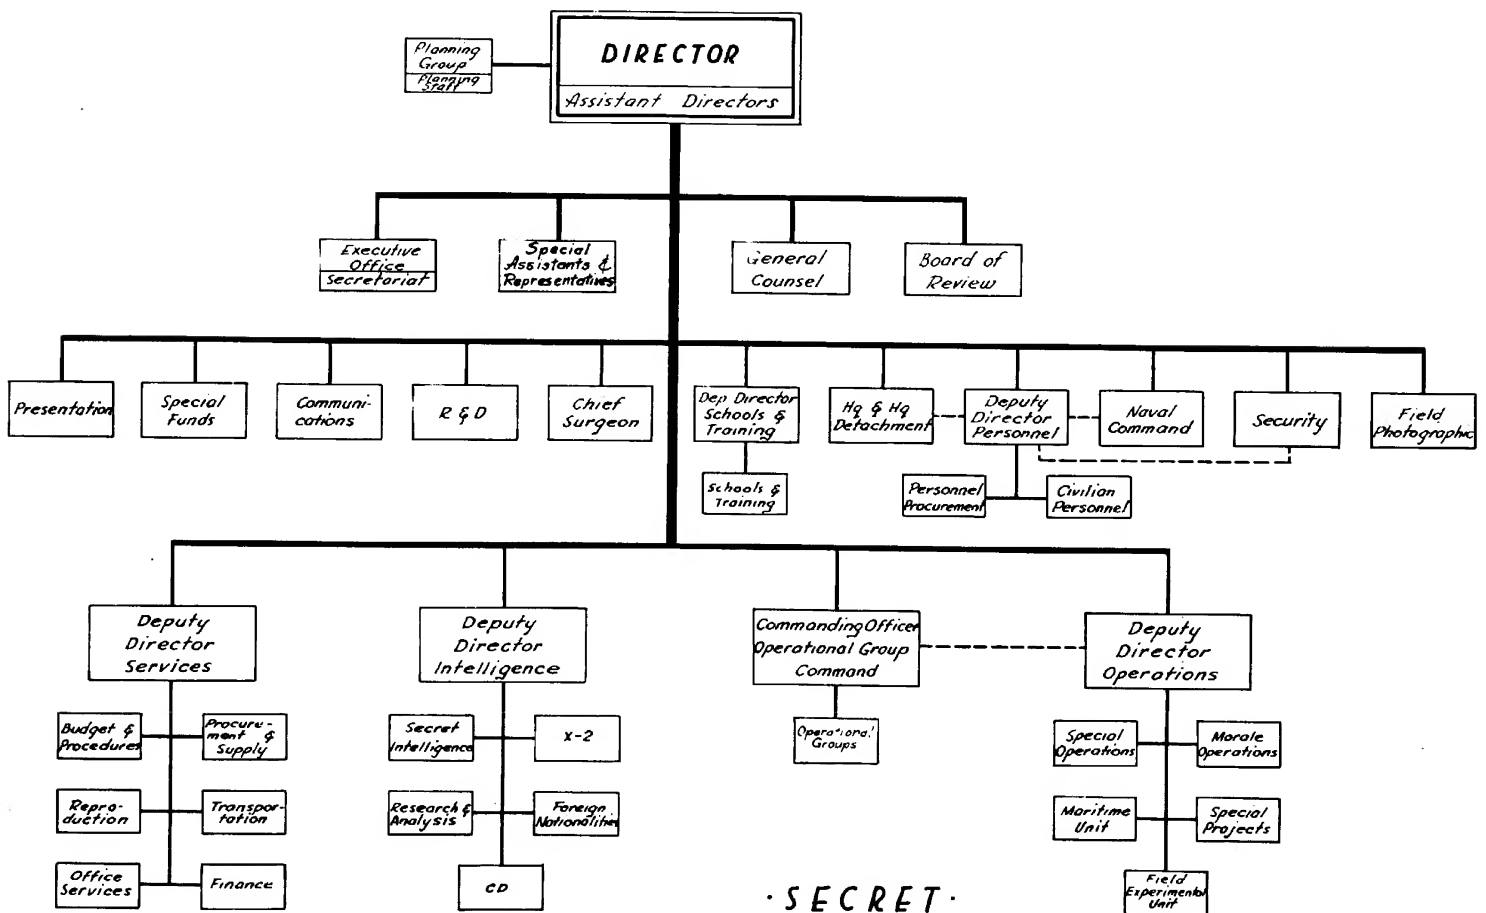 Planning
Group
Planning
Staff
DIRECTOR
Assistant Directors
Executive
Office
Secretariat
Special
Assistants &
Representatives
General
Counsel
Board of
Review
Presentation
Special
Funds
Communi-
cations
R & D
Chief
Surgeon
Dep Director
Schools &
Training
Hq & Hq
Detachment
Deputy
Director
Personnel
Naval
Command
Security
Field
Photographic
Schools &
Training
Personnel
Procurement
Civilian
Personnel
Deputy
Director
Services
Deputy
Director
Intelligence
Commanding Officer
Operational Group
Command
Deputy
Director
Operations
Budget &
Procedures
Procure-
ment &
Supply
Secret
Intelligence
X-2
Operational
Groups
Special
Operations
Morale
Operations
Repro-
duction
Transpor-
tation
Research &
Analysis
Foreign
Nationalities
Maritime
Unit
Special
Projects
Office
Services
Finance
CD
Field
Experimental
Unit
· SECRET ·